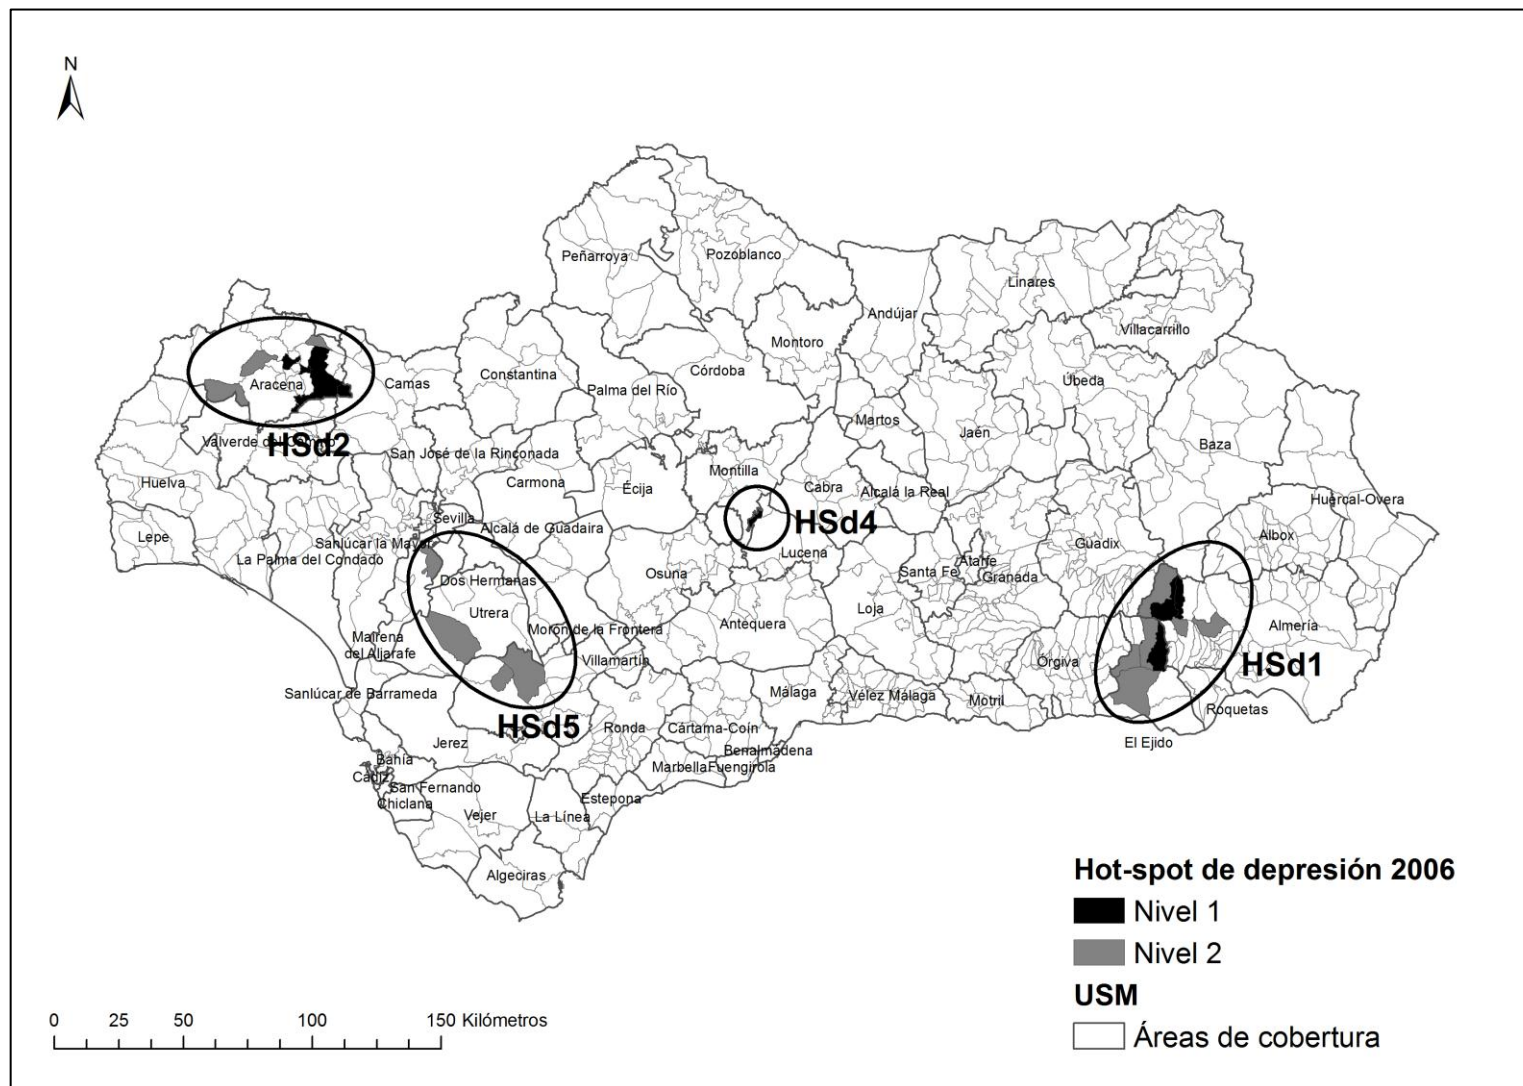 N
Peñarroya
Pozoblanco
Linares
Andújar
Villacarrillo
Montoro
Córdoba
Constantina
Camas
Aracena
Palma del Río
Úbeda
Martos
Jaén
Baza
Valverde del Camino
HSd2
San José de la Rinconada
Montilla
Carmona
Écija
Cabra
Alcalá la Real
Huelva
Huercal-Overa
Sevilla
Alcalá de Guadaira
HSd4
Lepe
Sanlúcar la Mayor
La Palma del Condado
Lucena
Guadix
Albox
Atarfe
Santa Fe
Granada
Osuna
Dos Hermanas
Utrera
Loja
Antequera
Morón de la Frontera
Almería
Mairena
del Aljarafe
Villamartín
Órgiva
HSd1
Sanlúcar de Barrameda
Málaga
Vélez Málaga
Motril
Roquetas
HSd5
Ronda
Cártama-Coín
El Ejido
Jerez
Benalmádena
Bahía
Cádiz
Marbella
Fuengirola
San Fernando
Chiclana
Estepona
Vejer
La Línea
Algeciras
Hot-spot de depresión 2006
Nivel 1
Nivel 2
USM
Áreas de cobertura
0 25 50 100 150 Kilómetros